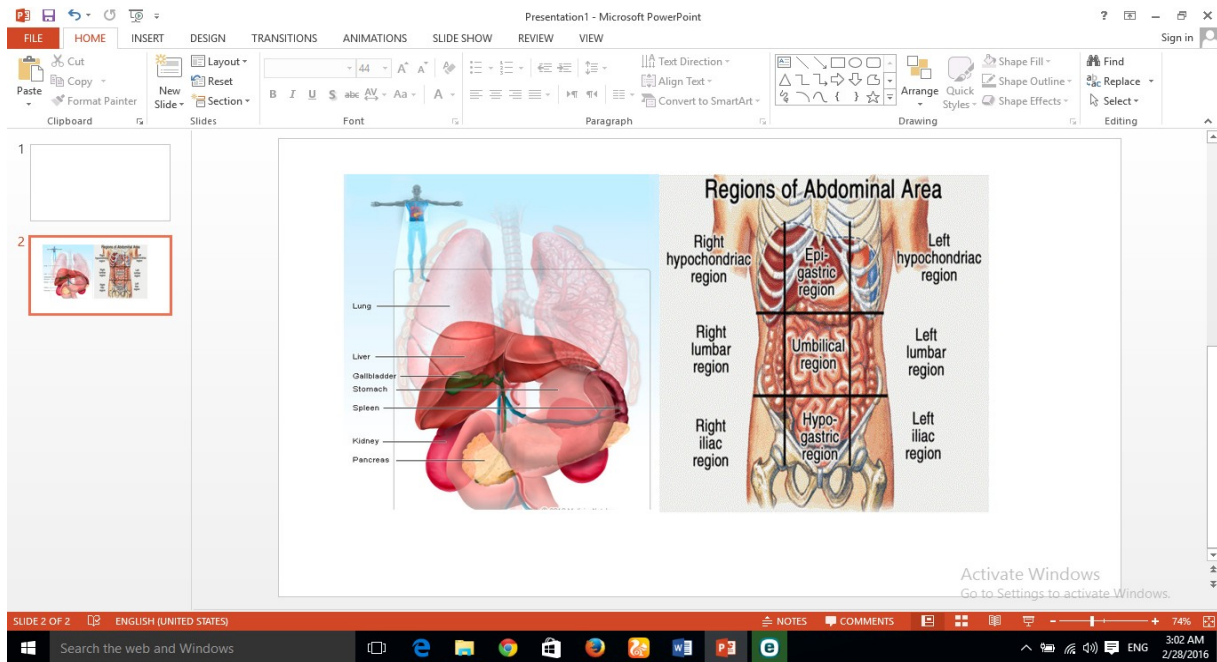 Presentation1 - Microsoft PowerPoint
FILE HOME INSERT DESIGN TRANSITIONS ANIMATIONS SLIDE SHOW REVIEW VIEW Sign in
Paste
Cut
Copy
Format Painter
Clipboard
New
Slide
Layout
Reset
Section
Slides
44
Font
Text Direction
Align Text
Convert to SmartArt
Paragraph
Arrange
Quick
Styles
Shape Fill
Shape Outline
Shape Effects
Drawing
Find
Replace
Select
Editing
1
2
Lung
Liver
Gallbladder
Stomach
Spleen
Kidney
Pancreas
Regions of Abdominal Area
Right
hypochondriac
region
Epi-
gastric
region
Left
hypochondriac
region
Right
lumbar
region
Umbilical
region
Left
lumbar
region
Right
iliac
region
Hypo-
gastric
region
Left
iliac
region
Activate Windows
Go to Settings to activate Windows.
SLIDE 2 OF 2 ENGLISH (UNITED STATES) NOTES COMMENTS 74%
Search the web and Windows
ENG
3:02 AM
2/28/2016